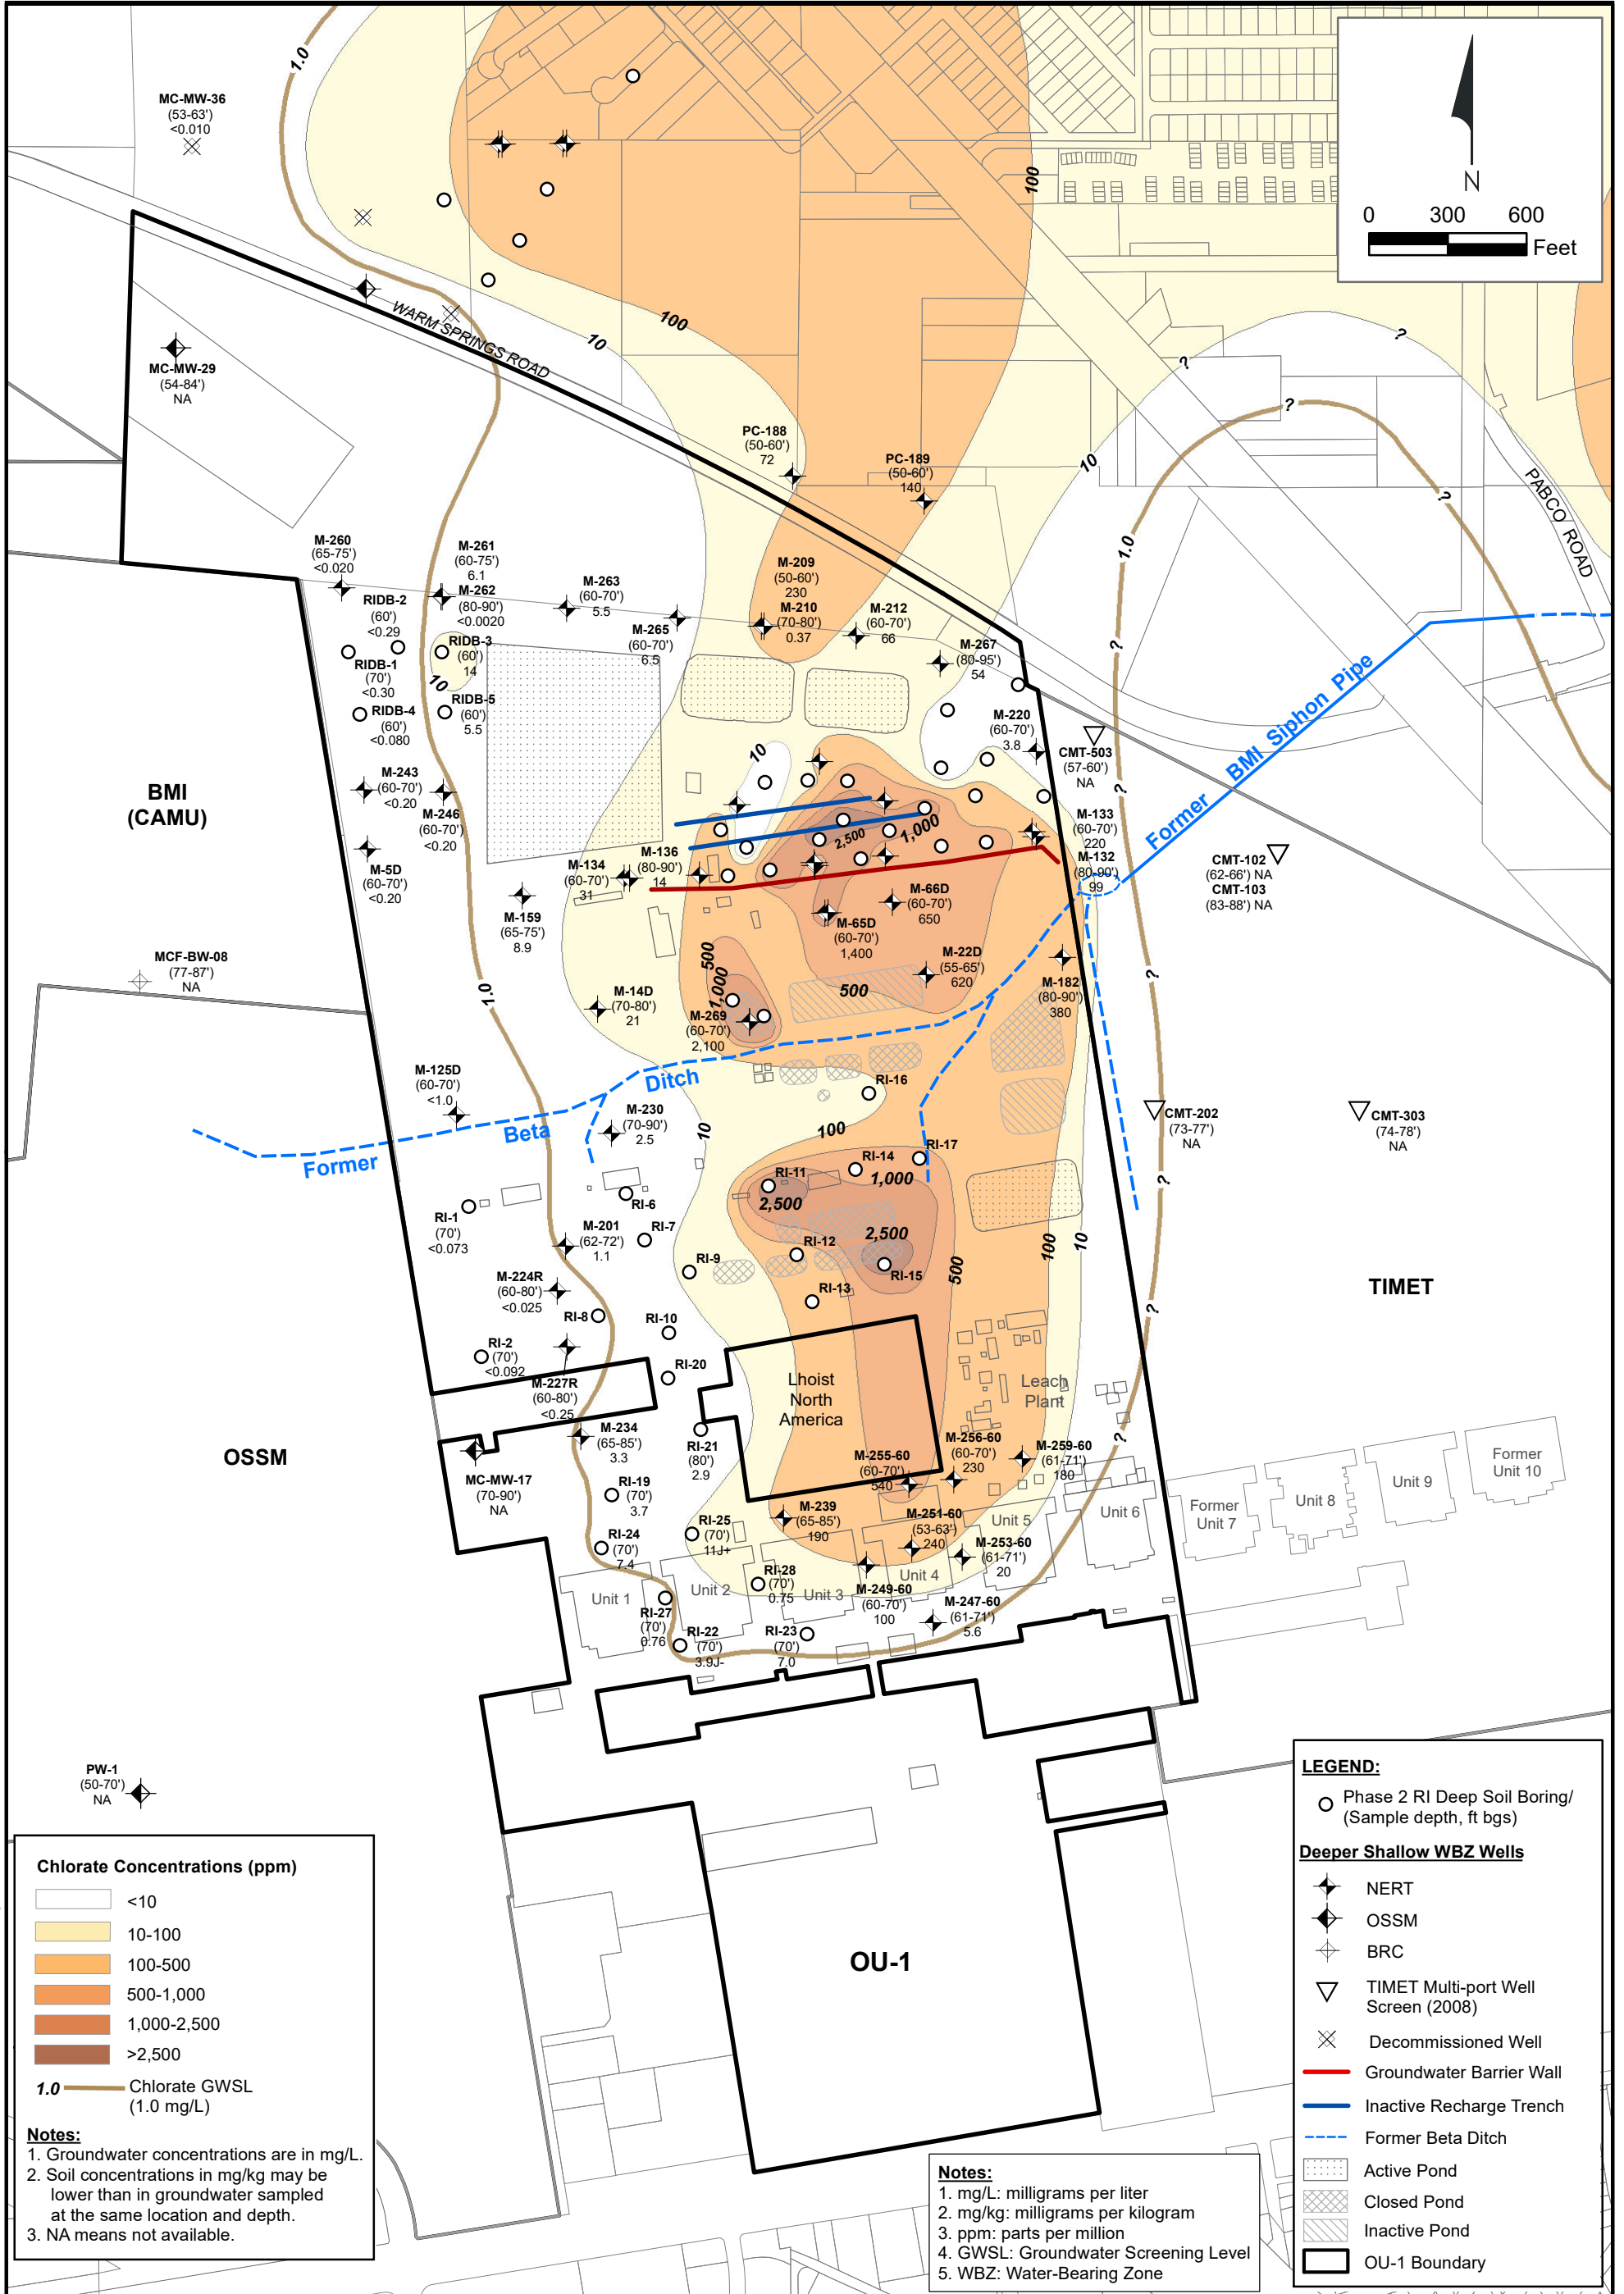 1.0
MC-MW-36
(53-63')
<0.010
100
N
0 300 600
Feet
WARM SPRINGS ROAD
100
10
?
?
MC-MW-29
(54-84')
NA
?
PC-188
(50-60')
72
PC-189
(50-60')
140
10
?
PABCO ROAD
1.0
M-260
(65-75')
<0.020
M-261
(60-75')
6.1
M-262
(80-90')
<0.0020
M-263
(60-70')
5.5
M-265
(60-70')
6.5
M-209
(50-60')
230
M-210
(70-80')
0.37
M-212
(60-70')
66
M-267
(80-95')
54
RIDB-2
(60')
<0.29
RIDB-1
(70')
<0.30
RIDB-3
(60')
14
10
RIDB-4
(60')
<0.080
RIDB-5
(60')
5.5
?
M-220
(60-70')
3.8
CMT-503
(57-60')
NA
?
Former BMI Siphon Pipe
10
BMI
(CAMU)
M-243
(60-70')
<0.20
M-246
(60-70')
<0.20
M-5D
(60-70')
<0.20
2,500
1,000
M-133
(60-70')
220
M-132
(80-90')
99
CMT-102
(62-66') NA
CMT-103
(83-88') NA
M-134
(60-70')
31
M-136
(80-90')
14
M-159
(65-75')
8.9
M-66D
(60-70')
650
M-65D
(60-70')
1,400
M-22D
(55-65')
620
M-182
(80-90')
380
?
MCF-BW-08
(77-87')
NA
1.0
500
1,000
500
M-14D
(70-80')
21
M-269
(60-70')
2,100
?
Former Beta Ditch
M-125D
(60-70')
<1.0
M-230
(70-90')
2.5
RI-16
10
100
CMT-202
(73-77')
NA
CMT-303
(74-78')
NA
RI-14
RI-17
RI-11
1,000
2,500
?
RI-1
(70')
<0.073
RI-6
RI-7
M-201
(62-72')
1.1
RI-9
RI-12
2,500
RI-15
RI-13
500
100
10
?
TIMET
M-224R
(60-80')
<0.025
RI-8
RI-10
RI-2
(70')
<0.092
M-227R
(60-80')
<0.25
RI-20
Lhoist
North
America
Leach
Plant
?
OSSM
M-234
(65-85')
3.3
RI-21
(80')
2.9
MC-MW-17
(70-90')
NA
M-255-60
(60-70')
540
M-256-60
(60-70')
230
M-259-60
(61-71')
180
RI-19
(70')
3.7
RI-24
(70')
7.4
RI-25
(70')
11J+
M-239
(65-85')
190
M-251-60
(53-63')
240
M-253-60
(61-71')
20
M-249-60
(60-70')
100
M-247-60
(61-71')
5.6
RI-28
(70')
0.75
RI-27
(70')
0.76
RI-22
(70')
3.9J-
RI-23
(70')
7.0
Unit 1
Unit 2
Unit 3
Unit 4
Unit 5
Unit 6
Former
Unit 7
Unit 8
Unit 9
Former
Unit 10
PW-1
(50-70')
NA
OU-1
Chlorate Concentrations (ppm)
<10
10-100
100-500
500-1,000
1,000-2,500
>2,500
1.0 Chlorate GWSL
(1.0 mg/L)
Notes:
1. Groundwater concentrations are in mg/L.
2. Soil concentrations in mg/kg may be
lower than in groundwater sampled
at the same location and depth.
3. NA means not available.
Notes:
1. mg/L: milligrams per liter
2. mg/kg: milligrams per kilogram
3. ppm: parts per million
4. GWSL: Groundwater Screening Level
5. WBZ: Water-Bearing Zone
LEGEND:
Phase 2 RI Deep Soil Boring/
(Sample depth, ft bgs)
Deeper Shallow WBZ Wells
NERT
OSSM
BRC
TIMET Multi-port Well
Screen (2008)
Decommissioned Well
Groundwater Barrier Wall
Inactive Recharge Trench
Former Beta Ditch
Active Pond
Closed Pond
Inactive Pond
OU-1 Boundary